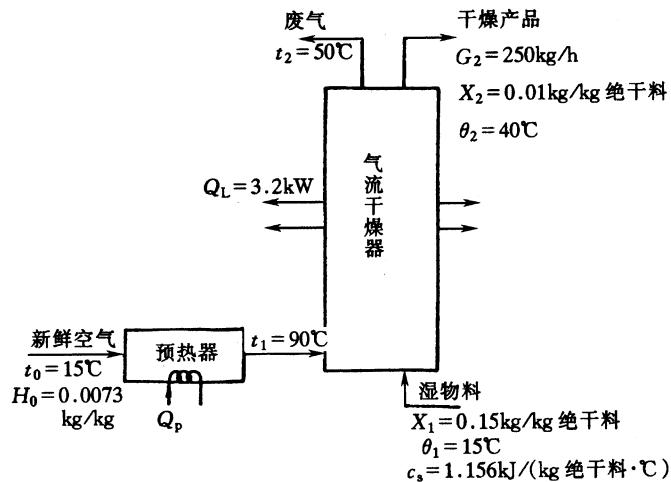 废气
t₂=50℃
干燥产品
G₂=250kg/h
X₂=0.01kg/kg 绝干料
θ₂=40℃
气流干燥器
Q_L=3.2kW
新鲜空气
t₀=15℃
H₀=0.0073
kg/kg
预热器
Qₚ
t₁=90℃
湿物料
X₁=0.15kg/kg 绝干料
θ₁=15℃
cₛ=1.156kJ/(kg 绝干料·℃)